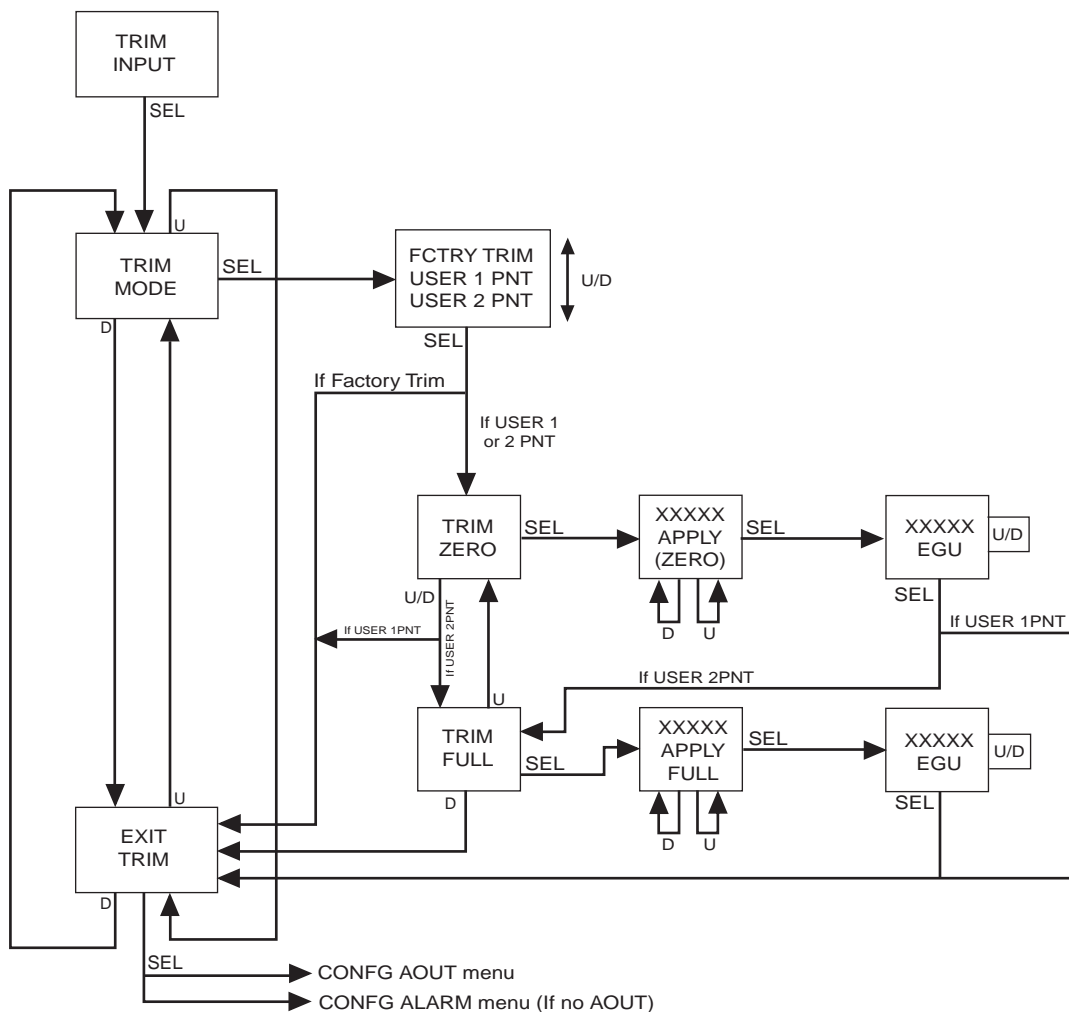 TRIM
INPUT
SEL
U
TRIM
MODE
SEL
D
FCTRY TRIM
USER 1 PNT
USER 2 PNT
U/D
SEL
If Factory Trim
If USER 1
or 2 PNT
TRIM
ZERO
SEL
XXXXX
APPLY
(ZERO)
SEL
XXXXX
EGU
U/D
U/D
SEL
D
U
If USER 1PNT
If USER 2PNT
If USER 1PNT
If USER 2PNT
U
TRIM
FULL
SEL
XXXXX
APPLY
FULL
SEL
XXXXX
EGU
U/D
D
SEL
D
U
U
EXIT
TRIM
D
SEL
CONFG AOUT menu
CONFG ALARM menu (If no AOUT)